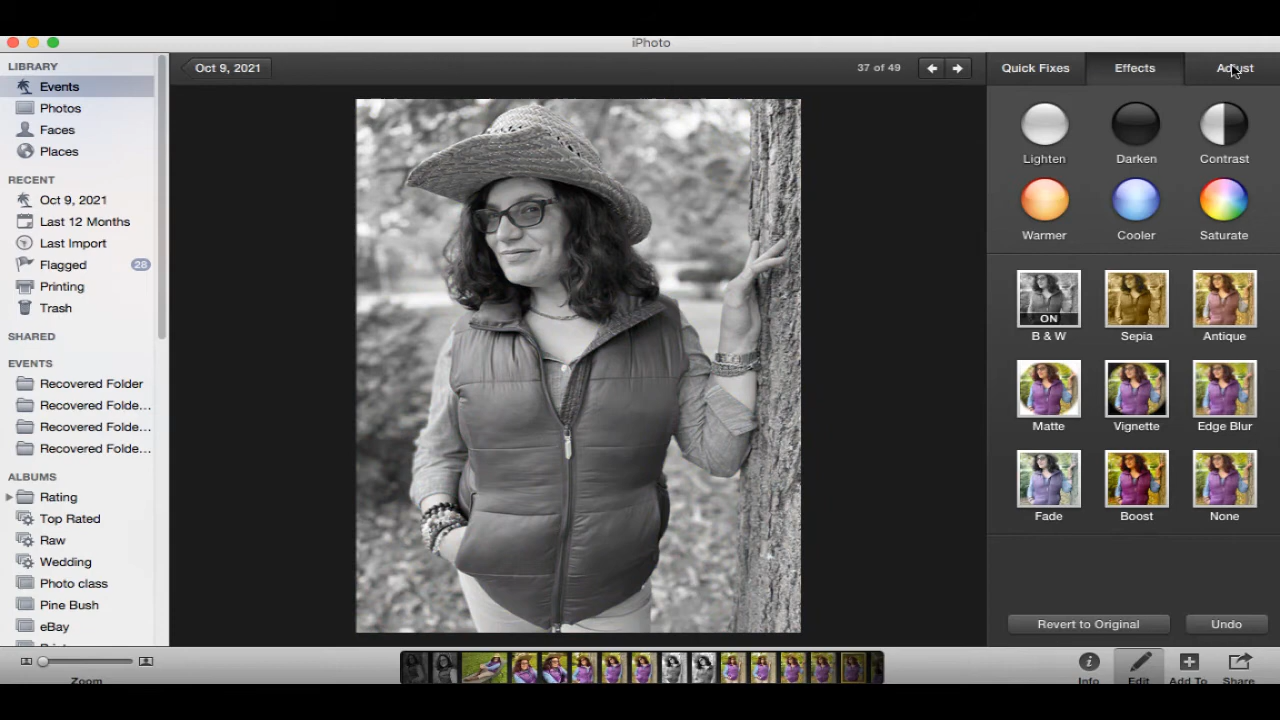 iPhoto
LIBRARY
Events
Photos
Faces
Places
RECENT
Oct 9, 2021
Last 12 Months
Last Import
Flagged 28
Printing
Trash
SHARED
EVENTS
Recovered Folder
Recovered Folde...
Recovered Folde...
Recovered Folde...
ALBUMS
Rating
Top Rated
Raw
Wedding
Photo class
Pine Bush
eBay
Zoom
Oct 9, 2021
37 of 49
Quick Fixes Effects Adjust
Lighten Darken Contrast
Warmer Cooler Saturate
ON
B & W Sepia Antique
Matte Vignette Edge Blur
Fade Boost None
Revert to Original Undo
Info Edit Add To Share